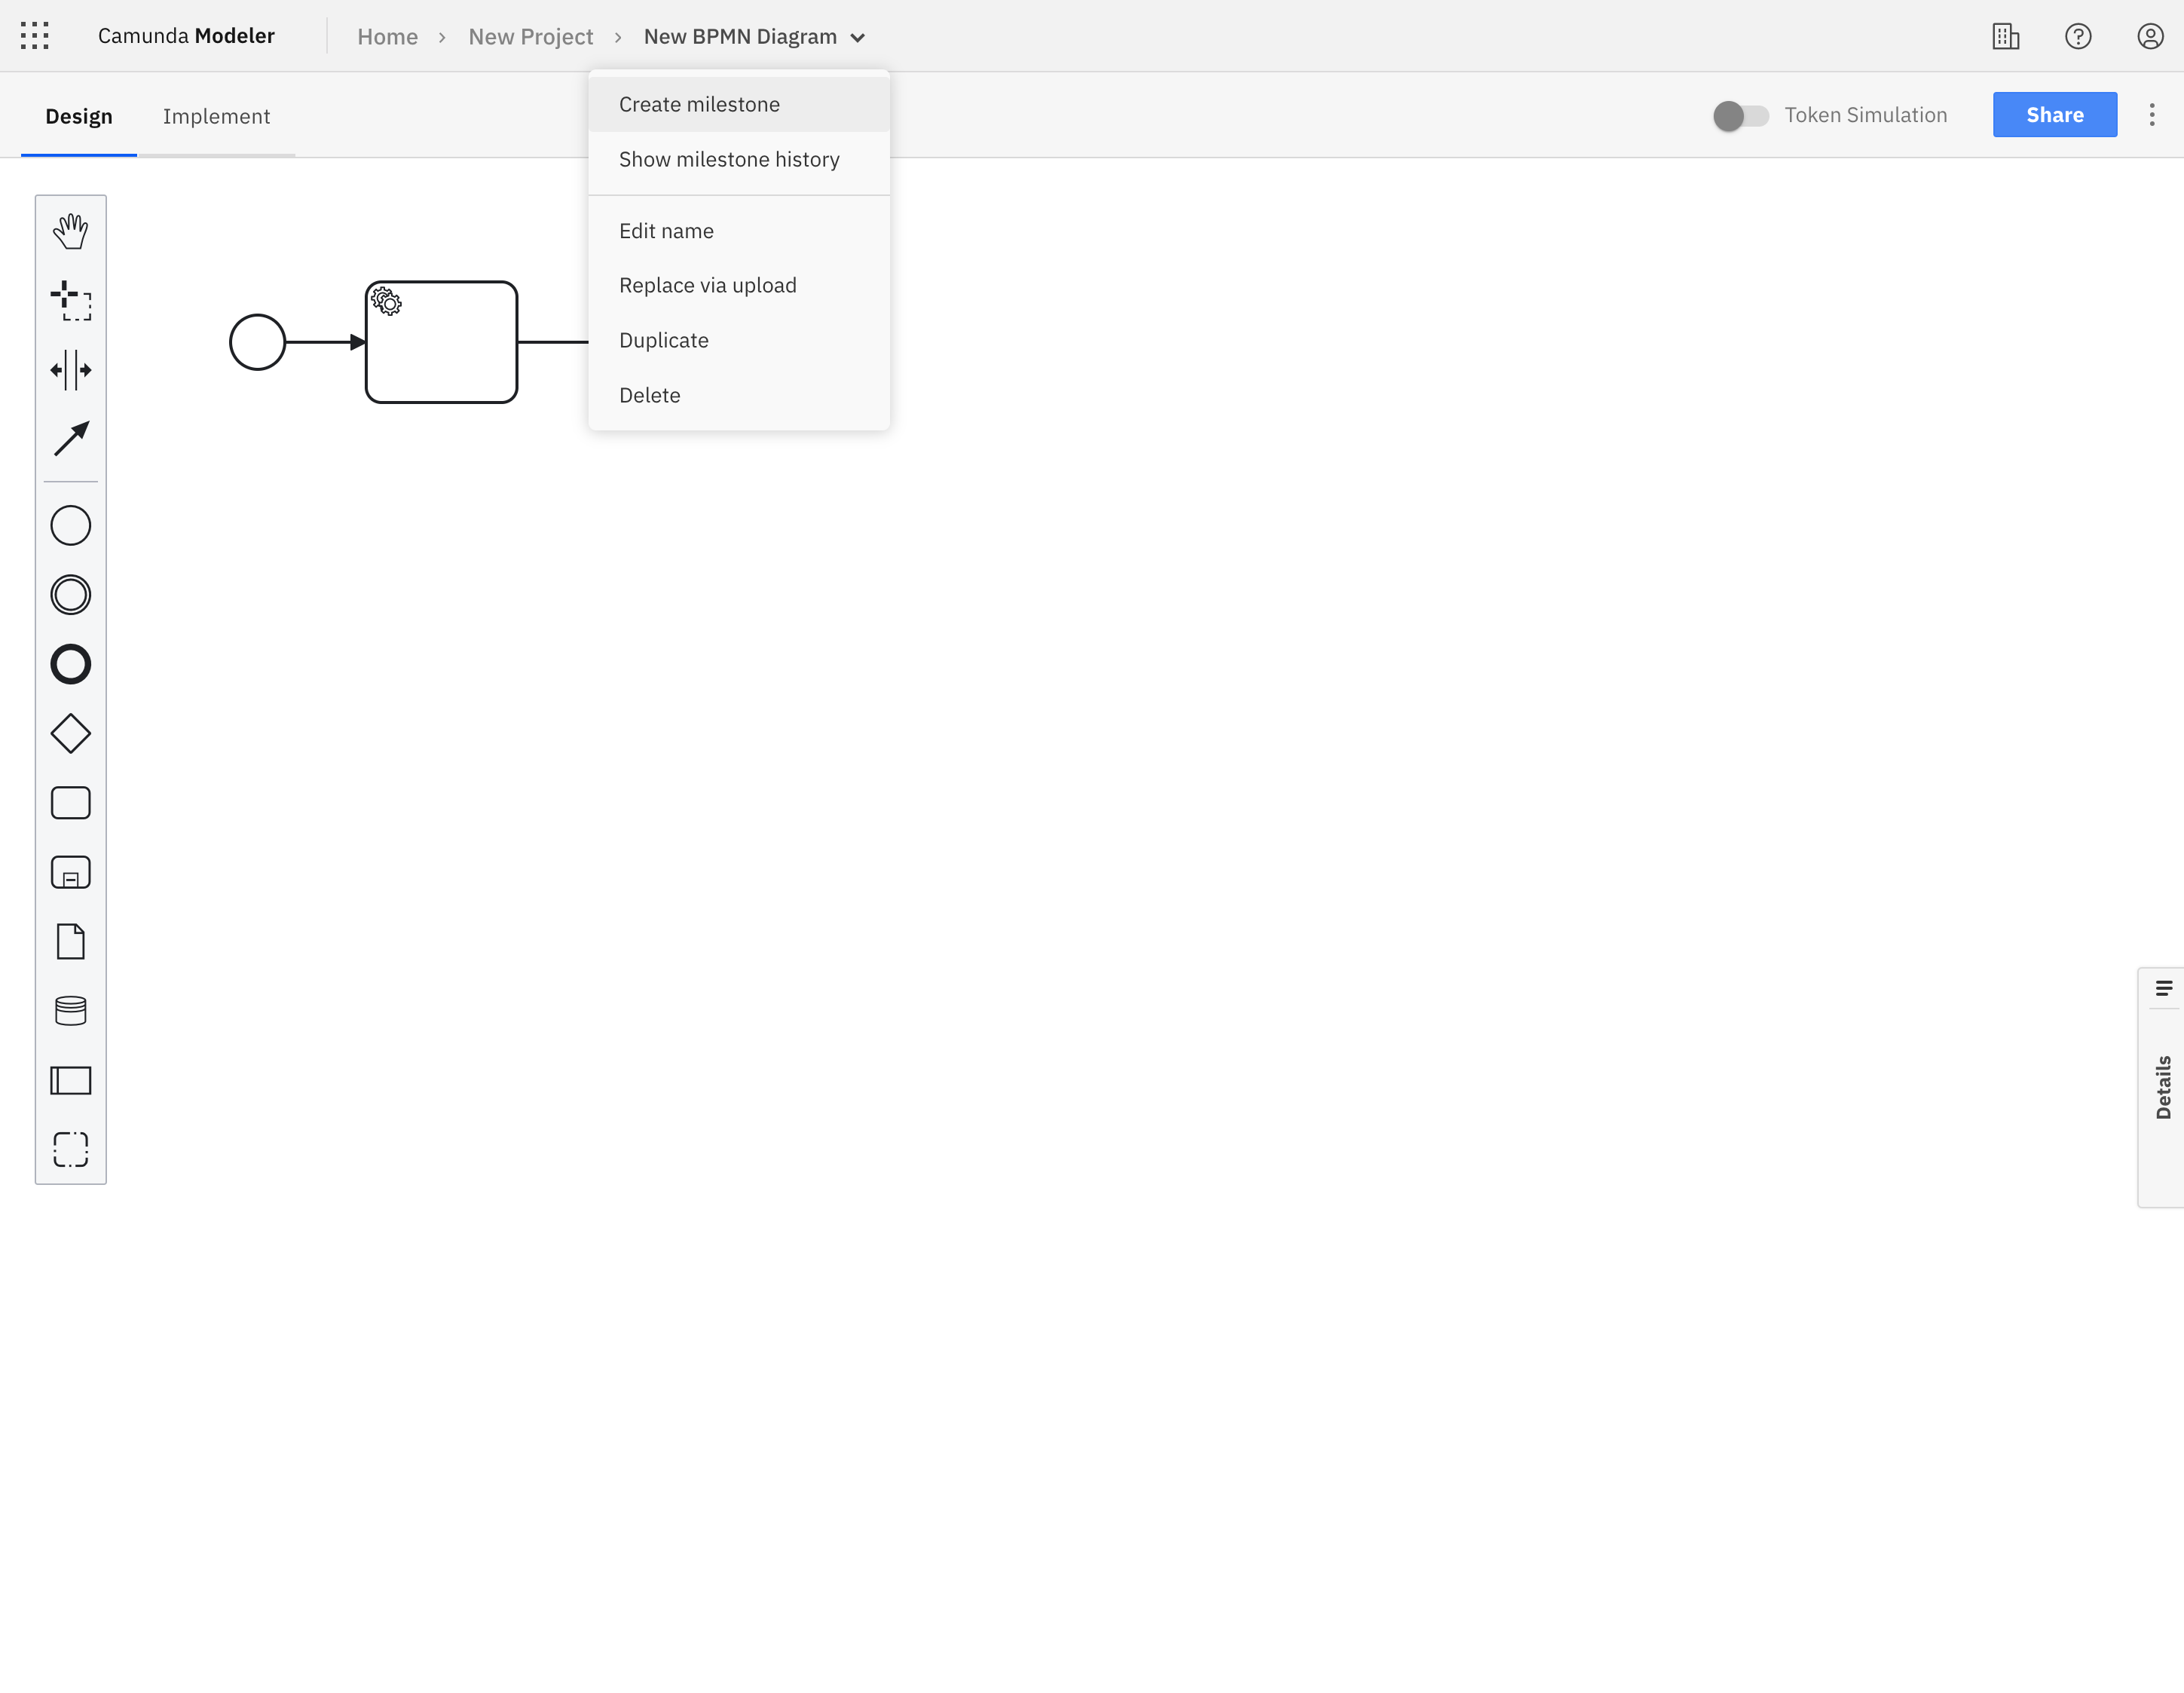 Camunda Modeler
Home › New Project › New BPMN Diagram
Design
Implement
Token Simulation
Share
Create milestone
Show milestone history
Edit name
Replace via upload
Duplicate
Delete
Details